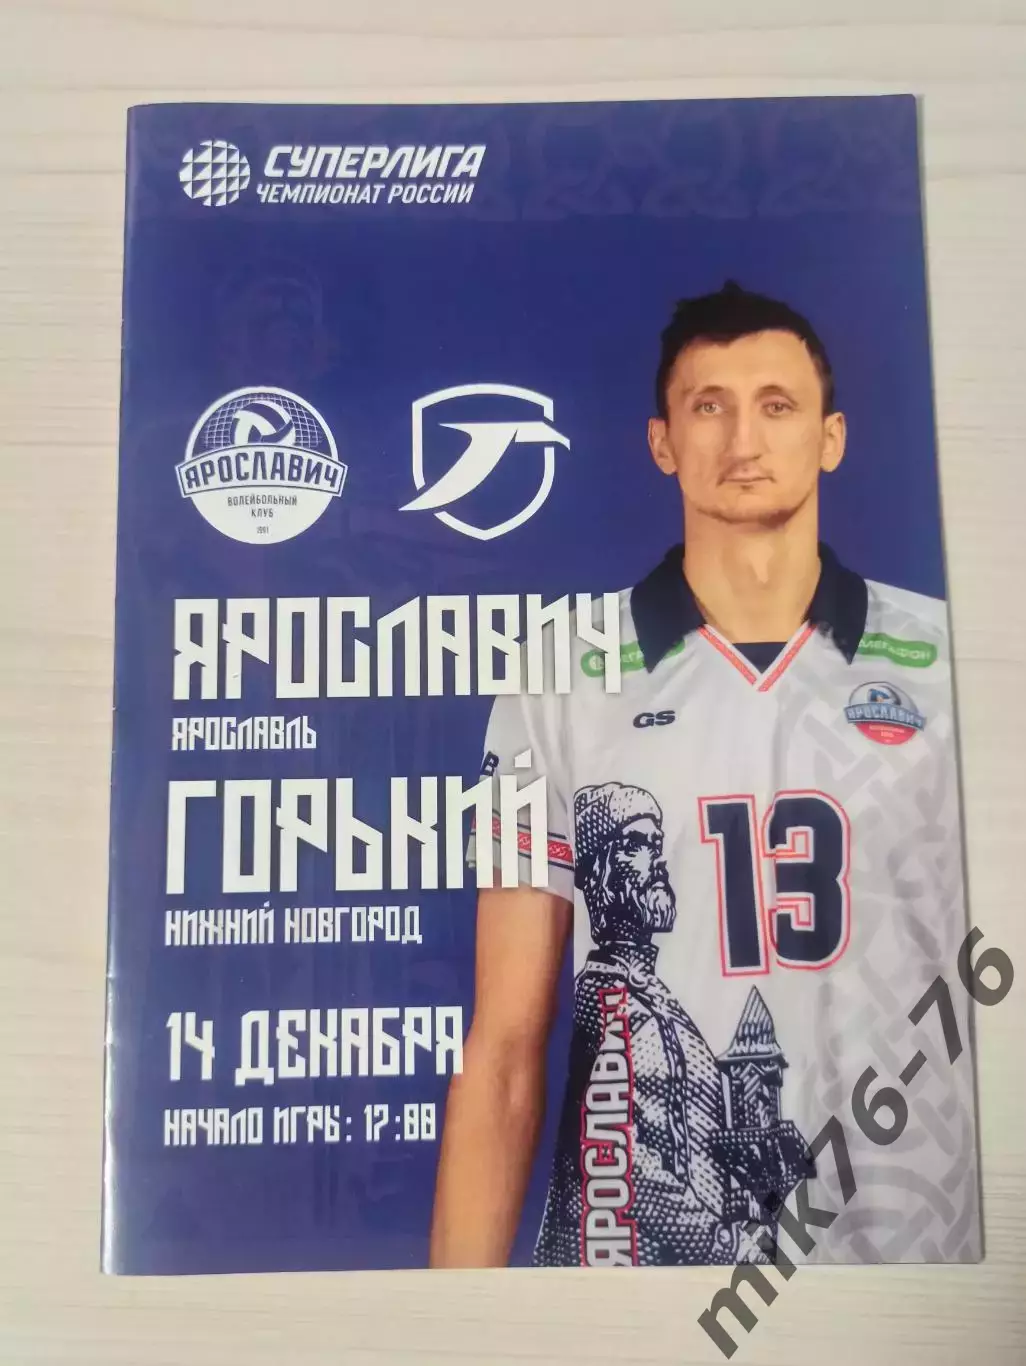 СУПЕРЛИГА
ЧЕМПИОНАТ РОССИИ
ЯРОСЛАВИЧ
ВОЛЕЙБОЛЬНЫЙ
КЛУБ
1991
ЯРОСЛАВИЧ
ЯРОСЛАВЛЬ
ГОРЬКИЙ
НИЖНИЙ НОВГОРОД
14 ДЕКАБРЯ
НАЧАЛО ИГРЫ: 17:00
GS
ЯРОСЛАВИЧ
13
ЯРОСЛАВИЧ
mik76-76